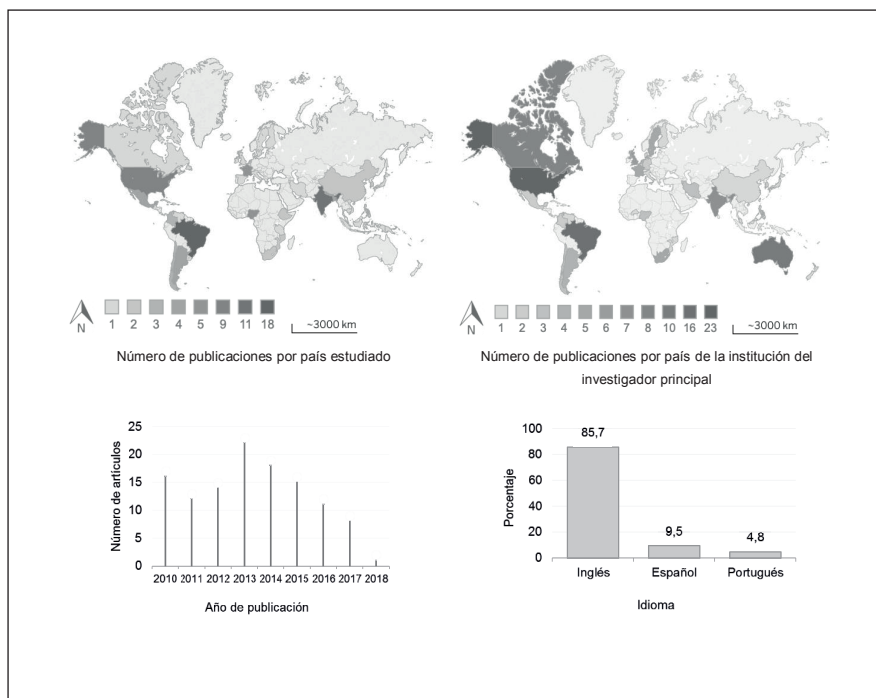 N
1 2 3 4 5 9 11 18
~3000 km
Número de publicaciones por país estudiado
N
1 2 3 4 5 6 7 8 10 16 23
~3000 km
Número de publicaciones por país de la institución del
investigador principal
Número de artículos
25
20
15
10
5
0
2010 2011 2012 2013 2014 2015 2016 2017 2018
Año de publicación
Porcentaje
100
80
60
40
20
0
85,7
9,5
4,8
Inglés Español Portugués
Idioma